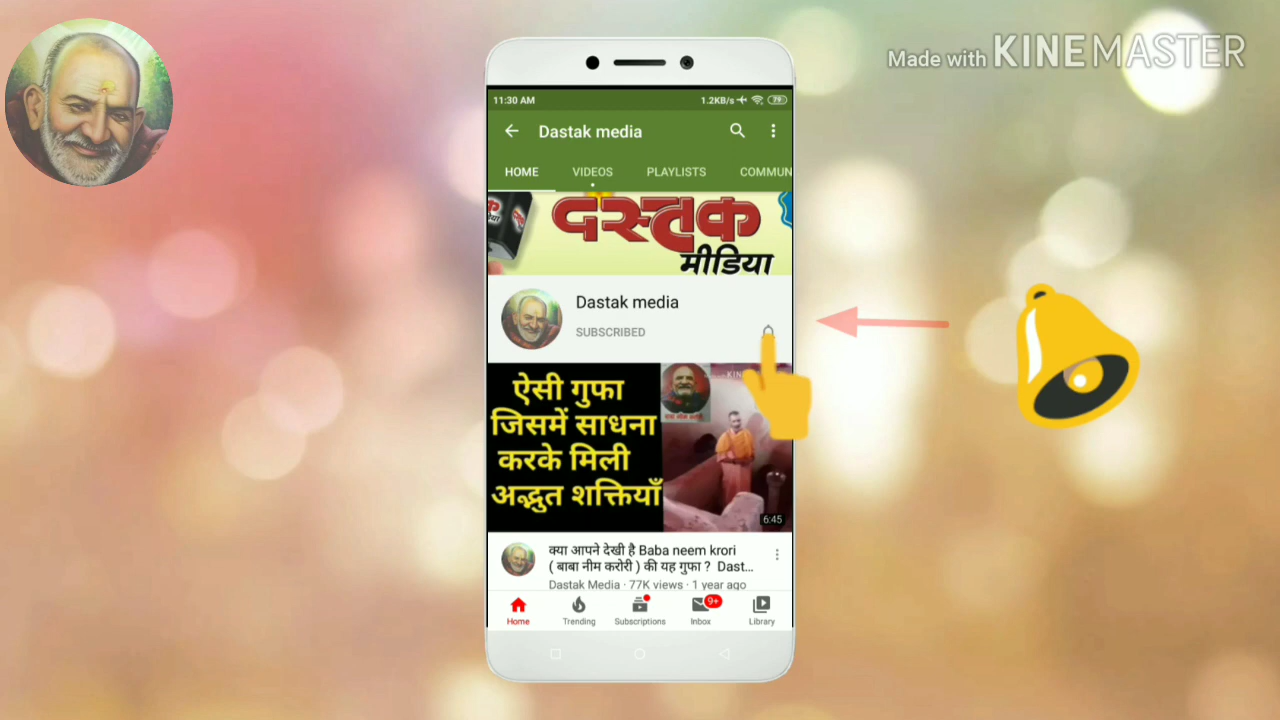 Made with KINEMASTER
11:30 AM 1.2KB/s 79
Dastak media
HOME VIDEOS PLAYLISTS COMMUN
दस्तक
मीडिया
Dastak media
SUBSCRIBED
ऐसी गुफा
जिसमें साधना
करके मिली
अद्भुत शक्तियाँ
KIN
6:45
क्या आपने देखी है Baba neem krori
( बाबा नीम करोरी ) की यह गुफा ? Dast...
Dastak Media · 77K views · 1 year ago
9+
Home Trending Subscriptions Inbox Library